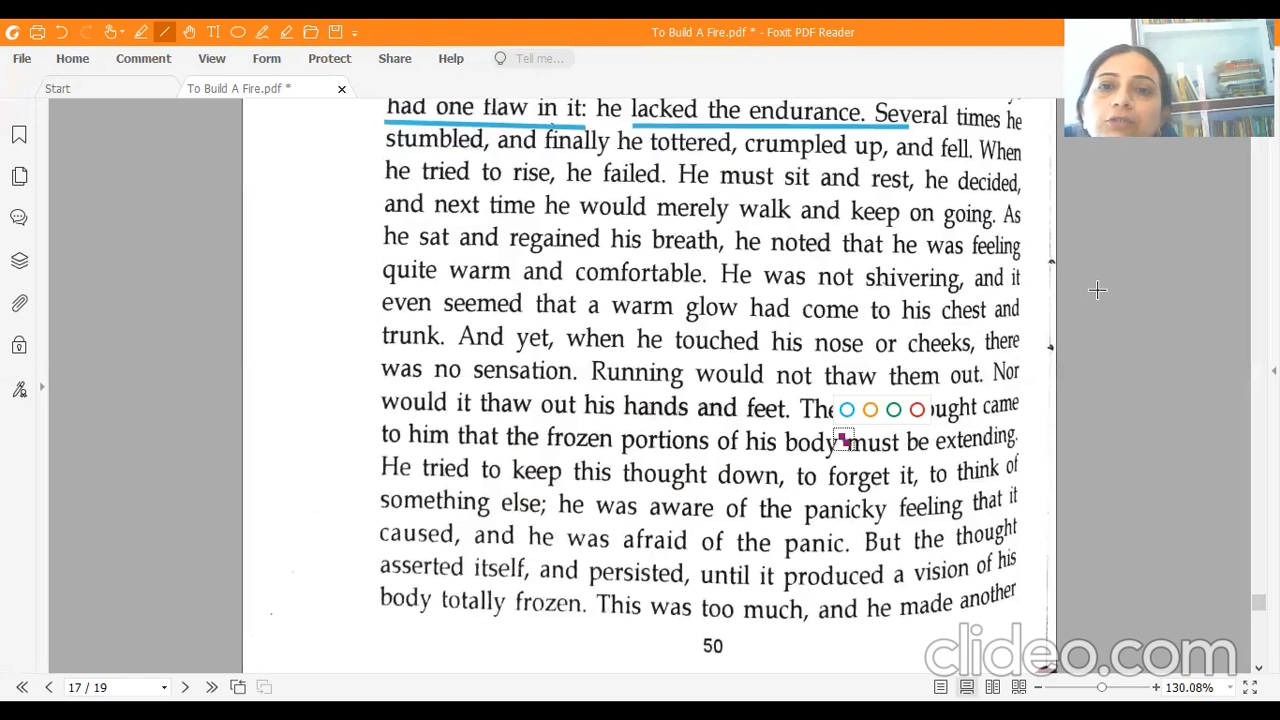 To Build A Fire.pdf * - Foxit PDF Reader
File Home Comment View Form Protect Share Help Tell me...
Start To Build A Fire.pdf *
had one flaw in it: he lacked the endurance. Several times he
stumbled, and finally he tottered, crumpled up, and fell. When
he tried to rise, he failed. He must sit and rest, he decided,
and next time he would merely walk and keep on going. As
he sat and regained his breath, he noted that he was feeling
quite warm and comfortable. He was not shivering, and it
even seemed that a warm glow had come to his chest and
trunk. And yet, when he touched his nose or cheeks, there
was no sensation. Running would not thaw them out. Nor
would it thaw out his hands and feet. The ought came
to him that the frozen portions of his body must be extending.
He tried to keep this thought down, to forget it, to think of
something else; he was aware of the panicky feeling that it
caused, and he was afraid of the panic. But the thought
asserted itself, and persisted, until it produced a vision of his
body totally frozen. This was too much, and he made another
50
clideo.com
17 / 19 130.08%